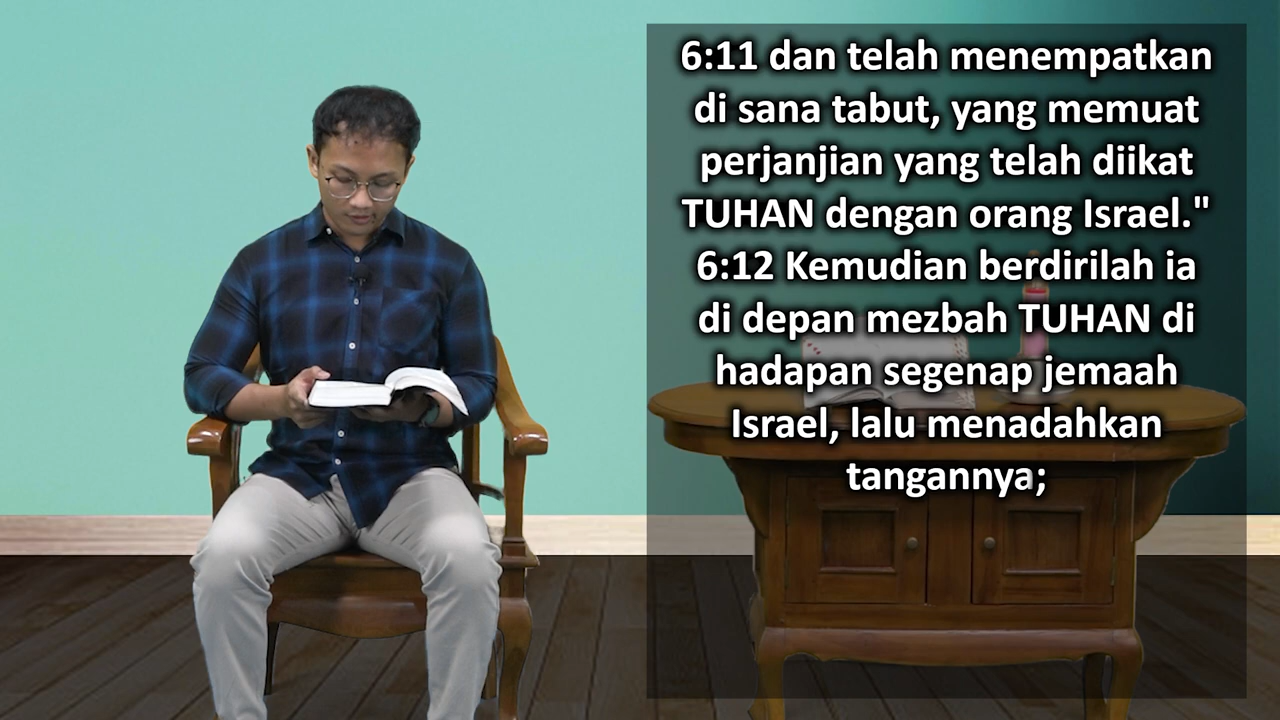 6:11 dan telah menempatkan
di sana tabut, yang memuat
perjanjian yang telah diikat
TUHAN dengan orang Israel."
6:12 Kemudian berdirilah ia
di depan mezbah TUHAN di
hadapan segenap jemaah
Israel, lalu menadahkan
tangannya;